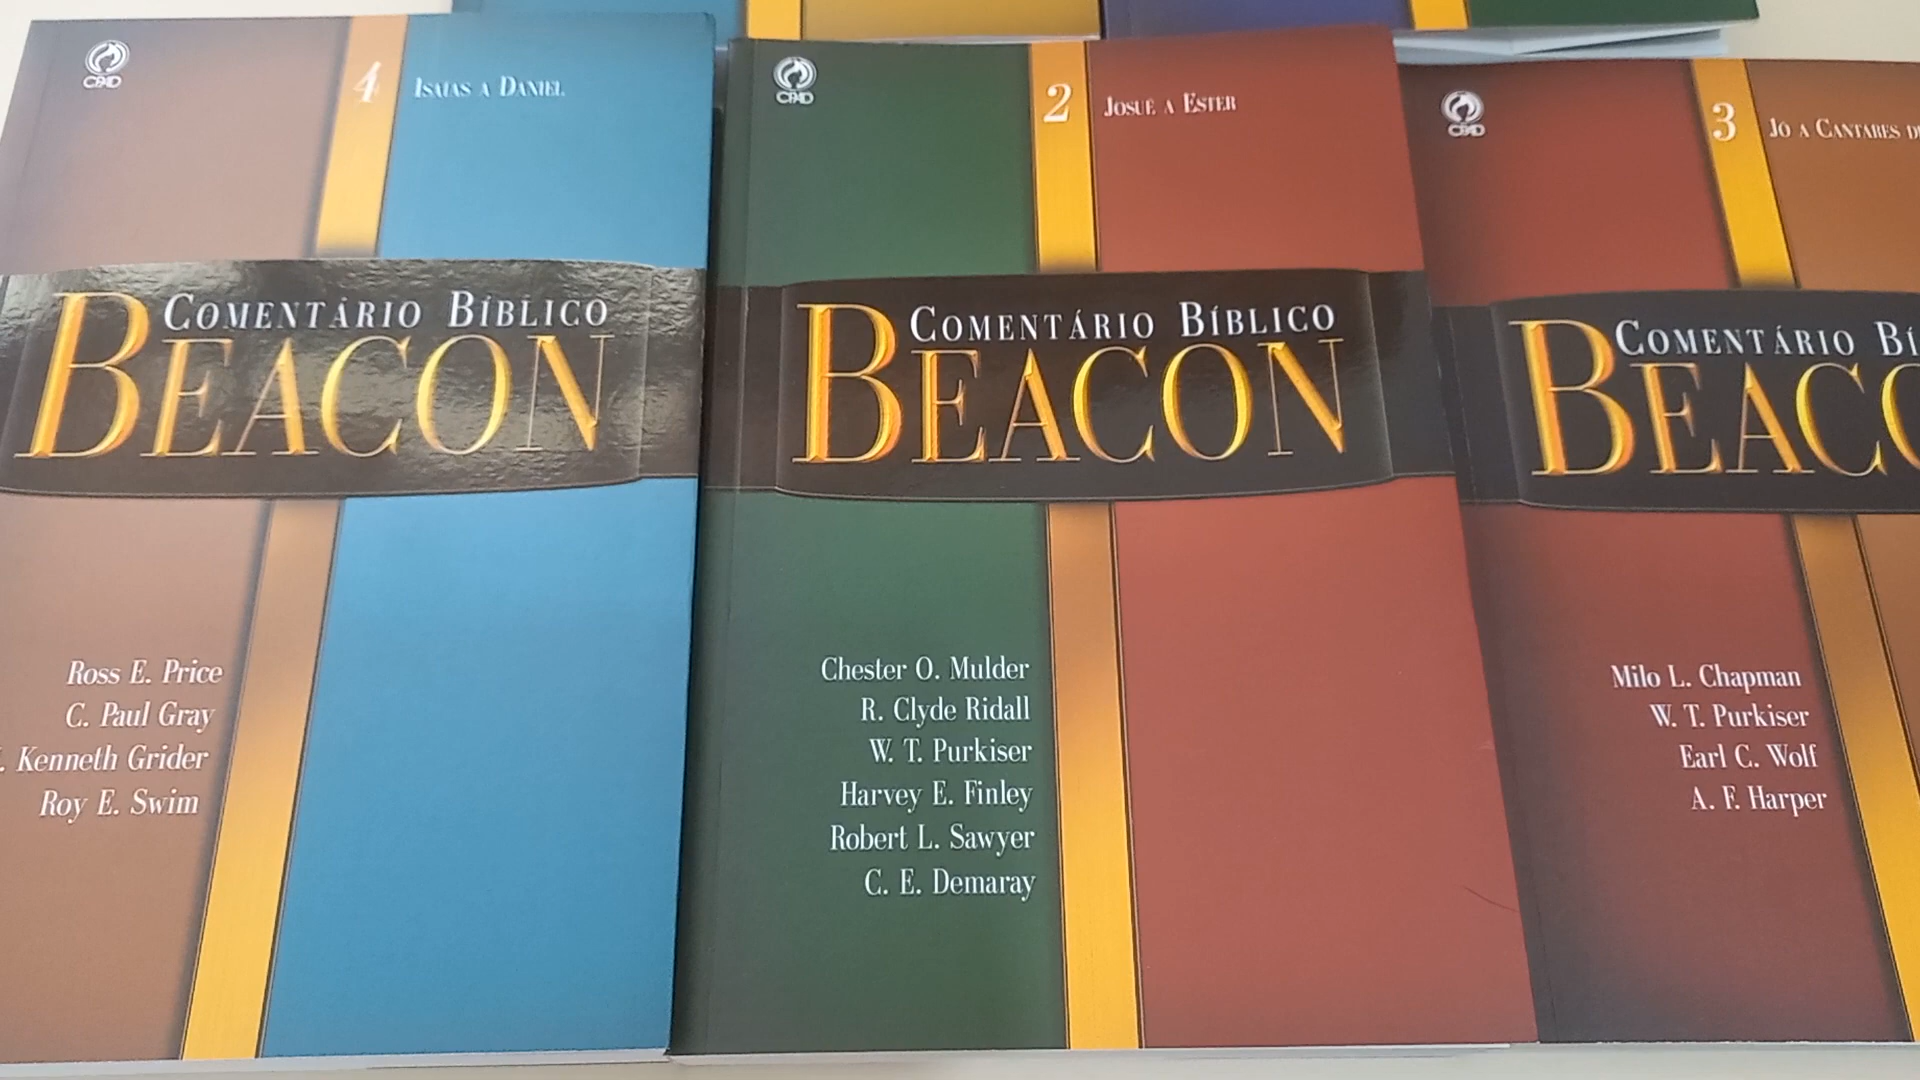 CPAD
4
ISAÍAS A DANIEL
COMENTÁRIO BÍBLICO
BEACON
Ross E. Price
C. Paul Gray
Kenneth Grider
Roy E. Swim
CPAD
2
JOSUÉ A ESTER
COMENTÁRIO BÍBLICO
BEACON
Chester O. Mulder
R. Clyde Ridall
W. T. Purkiser
Harvey E. Finley
Robert L. Sawyer
C. E. Demaray
CPAD
3
JÓ A CANTARES
COMENTÁRIO
Milo L. Chapman
W. T. Purkiser
Earl C. Wolf
A. F. Harper